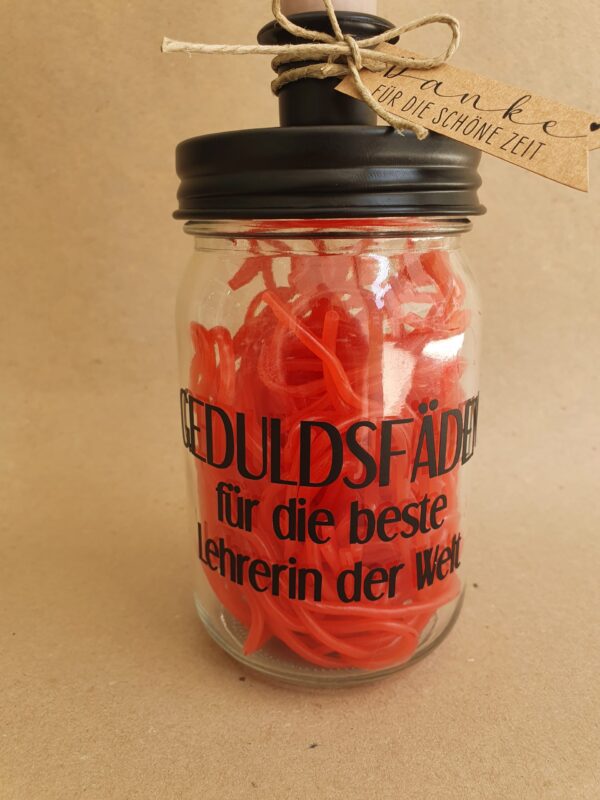 Danke
FÜR DIE SCHÖNE ZEIT
GEDULDSFÄDEN
für die beste
Lehrerin der Welt